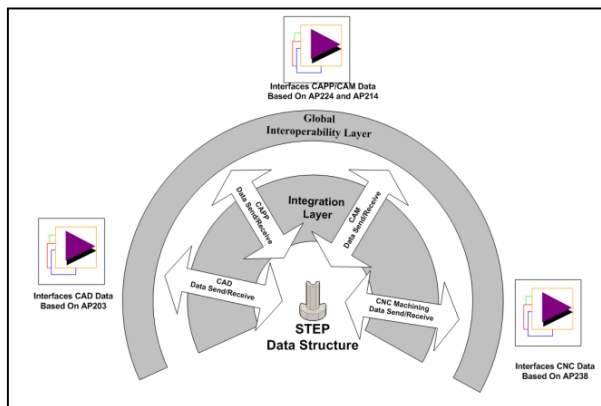 Interfaces CAPP/CAM Data
Based On AP224 and AP214
Global
Interoperability Layer
Integration
Layer
CAPP
Data Send/Receive
CAM
Data Send/Receive
Interfaces CAD Data
Based On AP203
CAD
Data Send/Receive
CNC Machining
Data Send/Receive
STEP
Data Structure
Interfaces CNC Data
Based On AP238